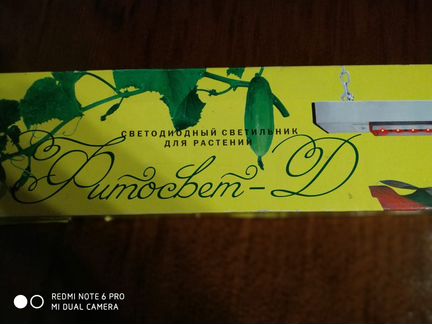 СВЕТОДИОДНЫЙ СВЕТИЛЬНИК
ДЛЯ РАСТЕНИЙ
Фитосвет-Д
REDMI NOTE 6 PRO
MI DUAL CAMERA